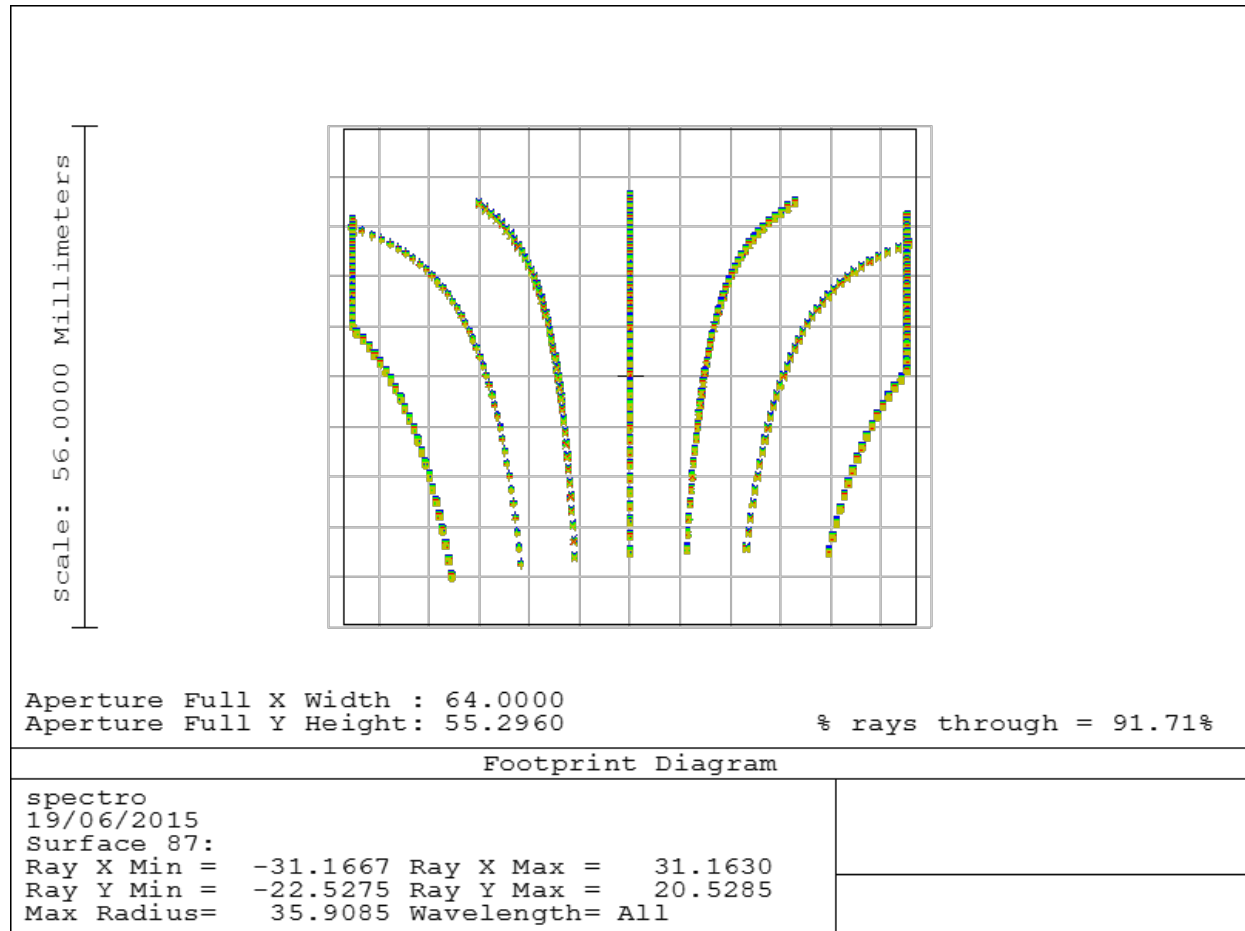 Scale: 56.0000 Millimeters
Aperture Full X Width : 64.0000
Aperture Full Y Height: 55.2960 % rays through = 91.71%
Footprint Diagram
spectro
19/06/2015
Surface 87:
Ray X Min = -31.1667 Ray X Max = 31.1630
Ray Y Min = -22.5275 Ray Y Max = 20.5285
Max Radius= 35.9085 Wavelength= All